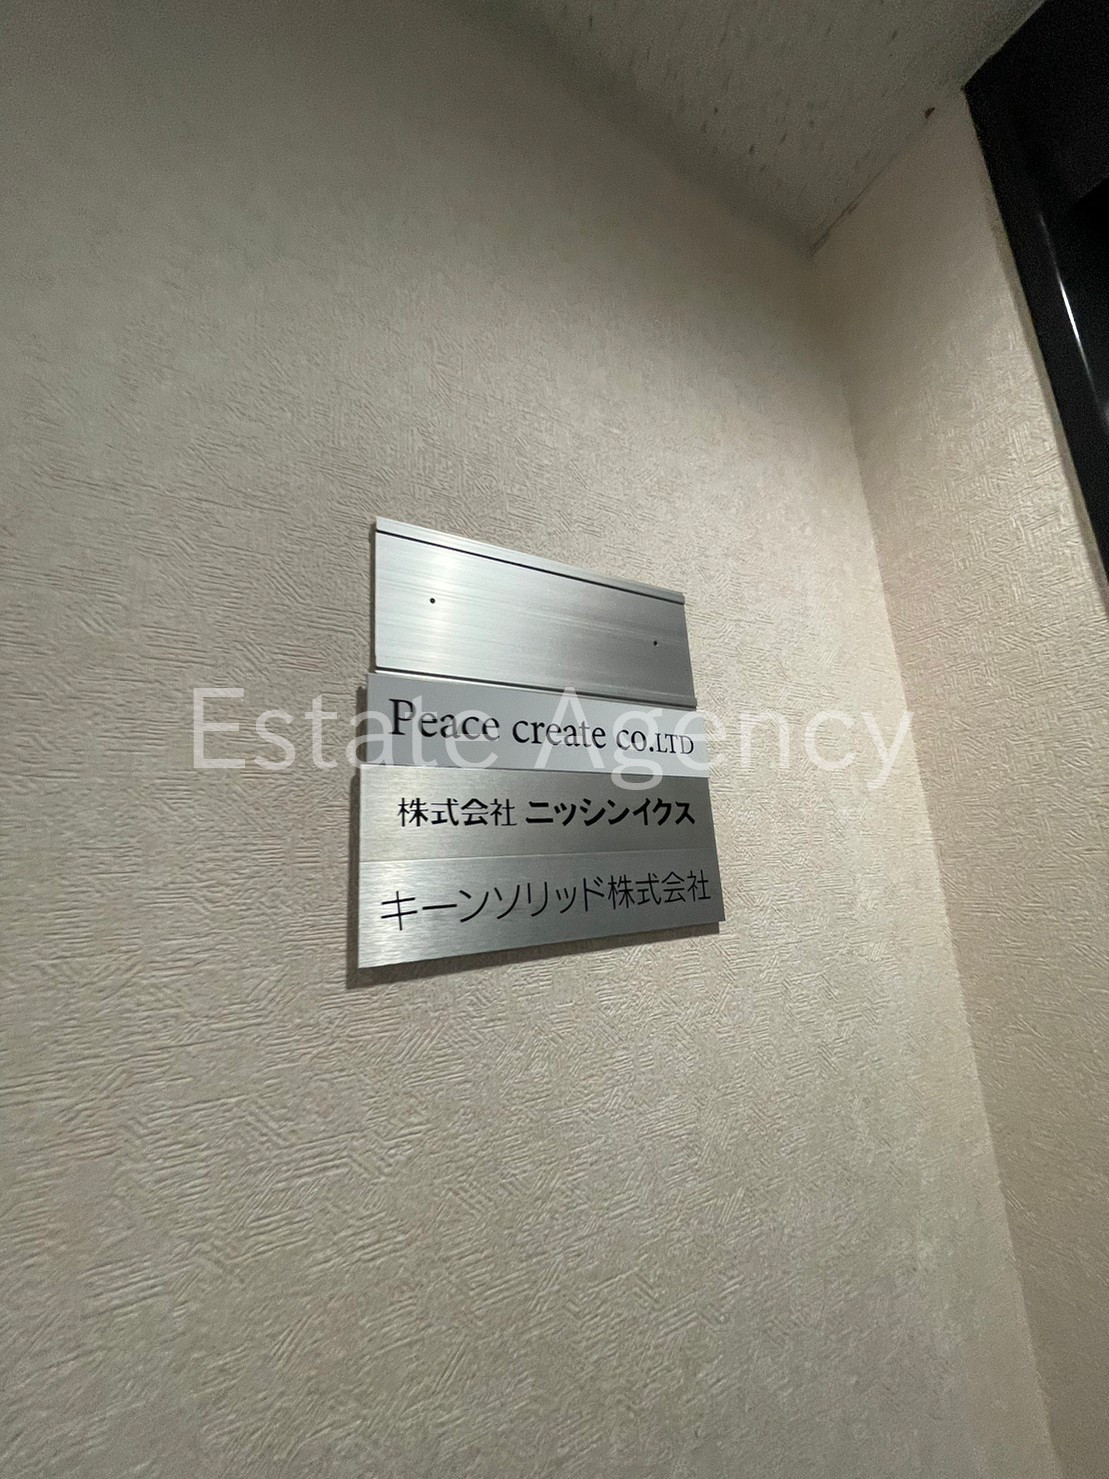 Peace create co.LTD
Estate Agency
株式会社 ニッシンイクス
キーンソリッド株式会社